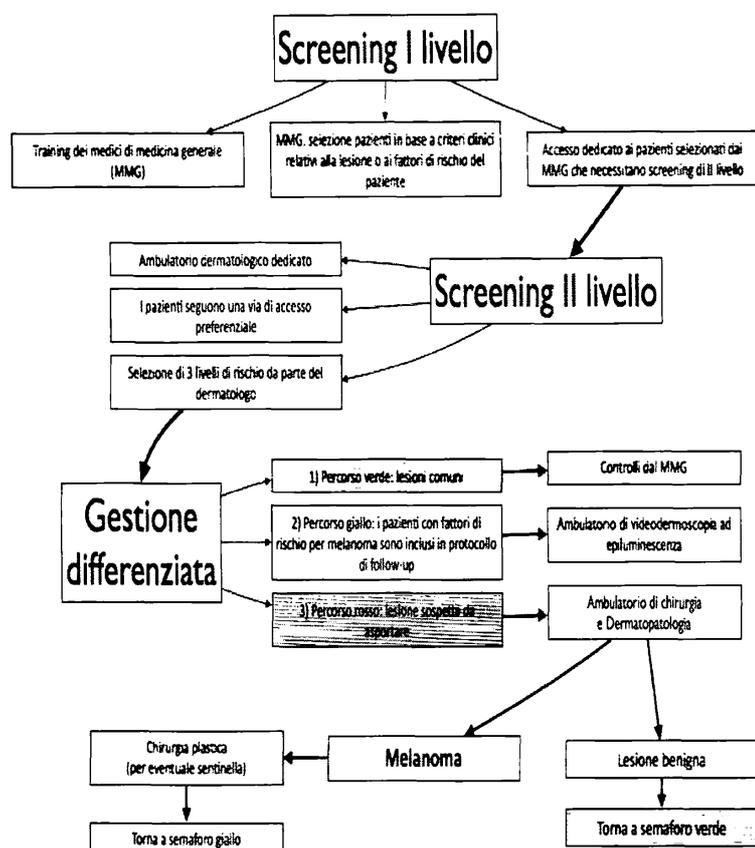 Screening I livello
Training dei medici di medicina generale
(MMG)
MMG. selezione pazienti in base a criteri clinici
relativi alla lesione o ai fattori di rischio del
paziente
Accesso dedicato ai pazienti selezionati dai
MMG che necessitano screening di II livello
Screening II livello
Ambulatorio dermatologico dedicato
I pazienti seguono una via di accesso
preferenziale
Selezione di 3 livelli di rischio da parte del
dermatologo
Gestione
differenziata
1) Percorso verde: lesioni comuni
Controlli dal MMG
2) Percorso giallo: i pazienti con fattori di
rischio per melanoma sono inclusi in protocollo
di follow-up
Ambulatorio di videodermoscopia ad
epiluminescenza
3) Percorso rosso: lesione sospetta da
asportare
Ambulatorio di chirurgia
e Dermatopatologia
Melanoma
Chirurgia plastica
(per eventuale sentinella)
Lesione benigna
Torna a semaforo giallo
Torna a semaforo verde